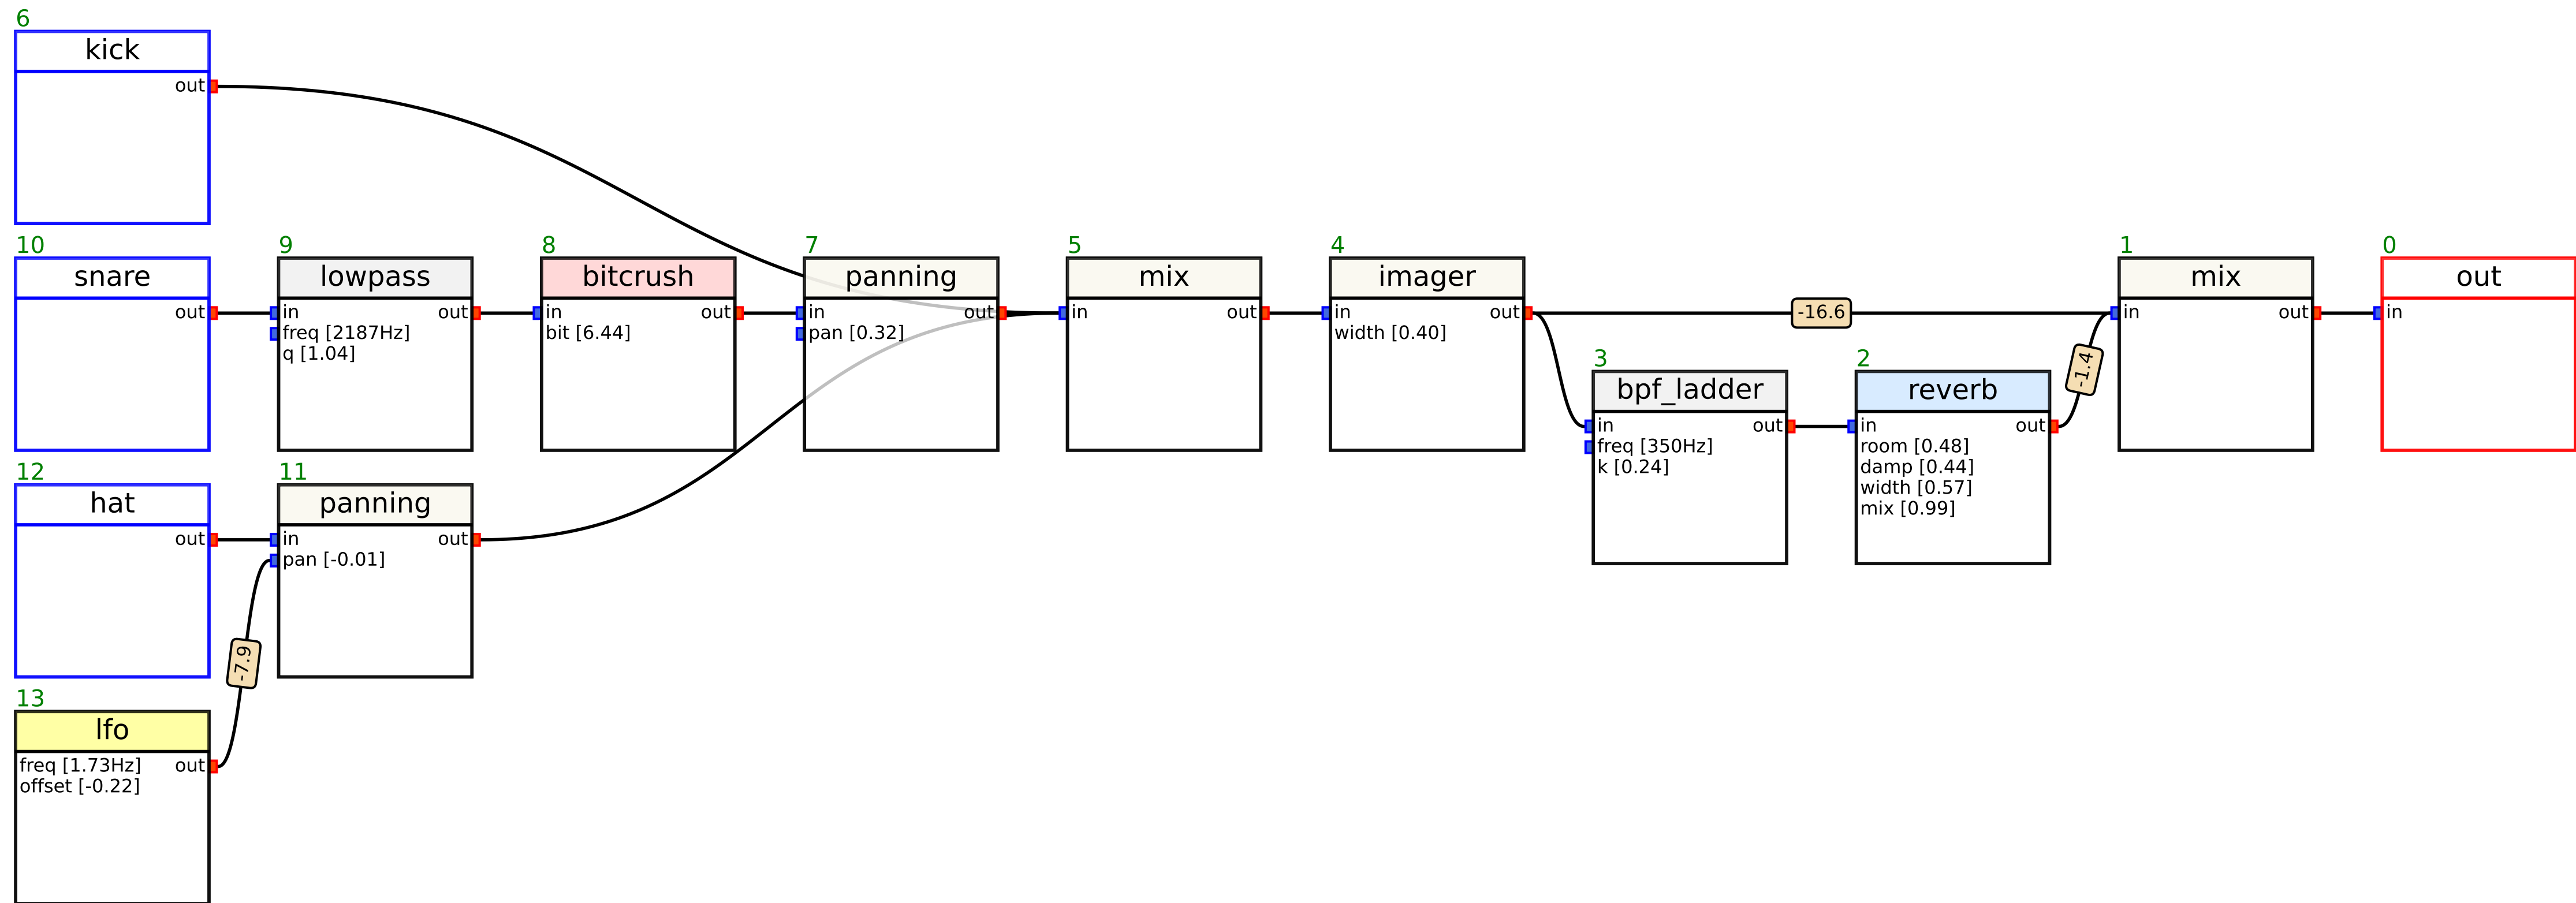 6
kick
out
10
snare
out
9
lowpass
in
out
freq [2187Hz]
q [1.04]
8
bitcrush
in
out
bit [6.44]
7
panning
in
out
pan [0.32]
5
mix
in
out
4
imager
in
out
width [0.40]
-16.6
3
bpf_ladder
in
out
freq [350Hz]
k [0.24]
2
reverb
in
out
room [0.48]
damp [0.44]
width [0.57]
mix [0.99]
-1.4
1
mix
in
out
0
out
in
12
hat
out
11
panning
in
out
pan [-0.01]
-7.9
13
lfo
freq [1.73Hz]
out
offset [-0.22]